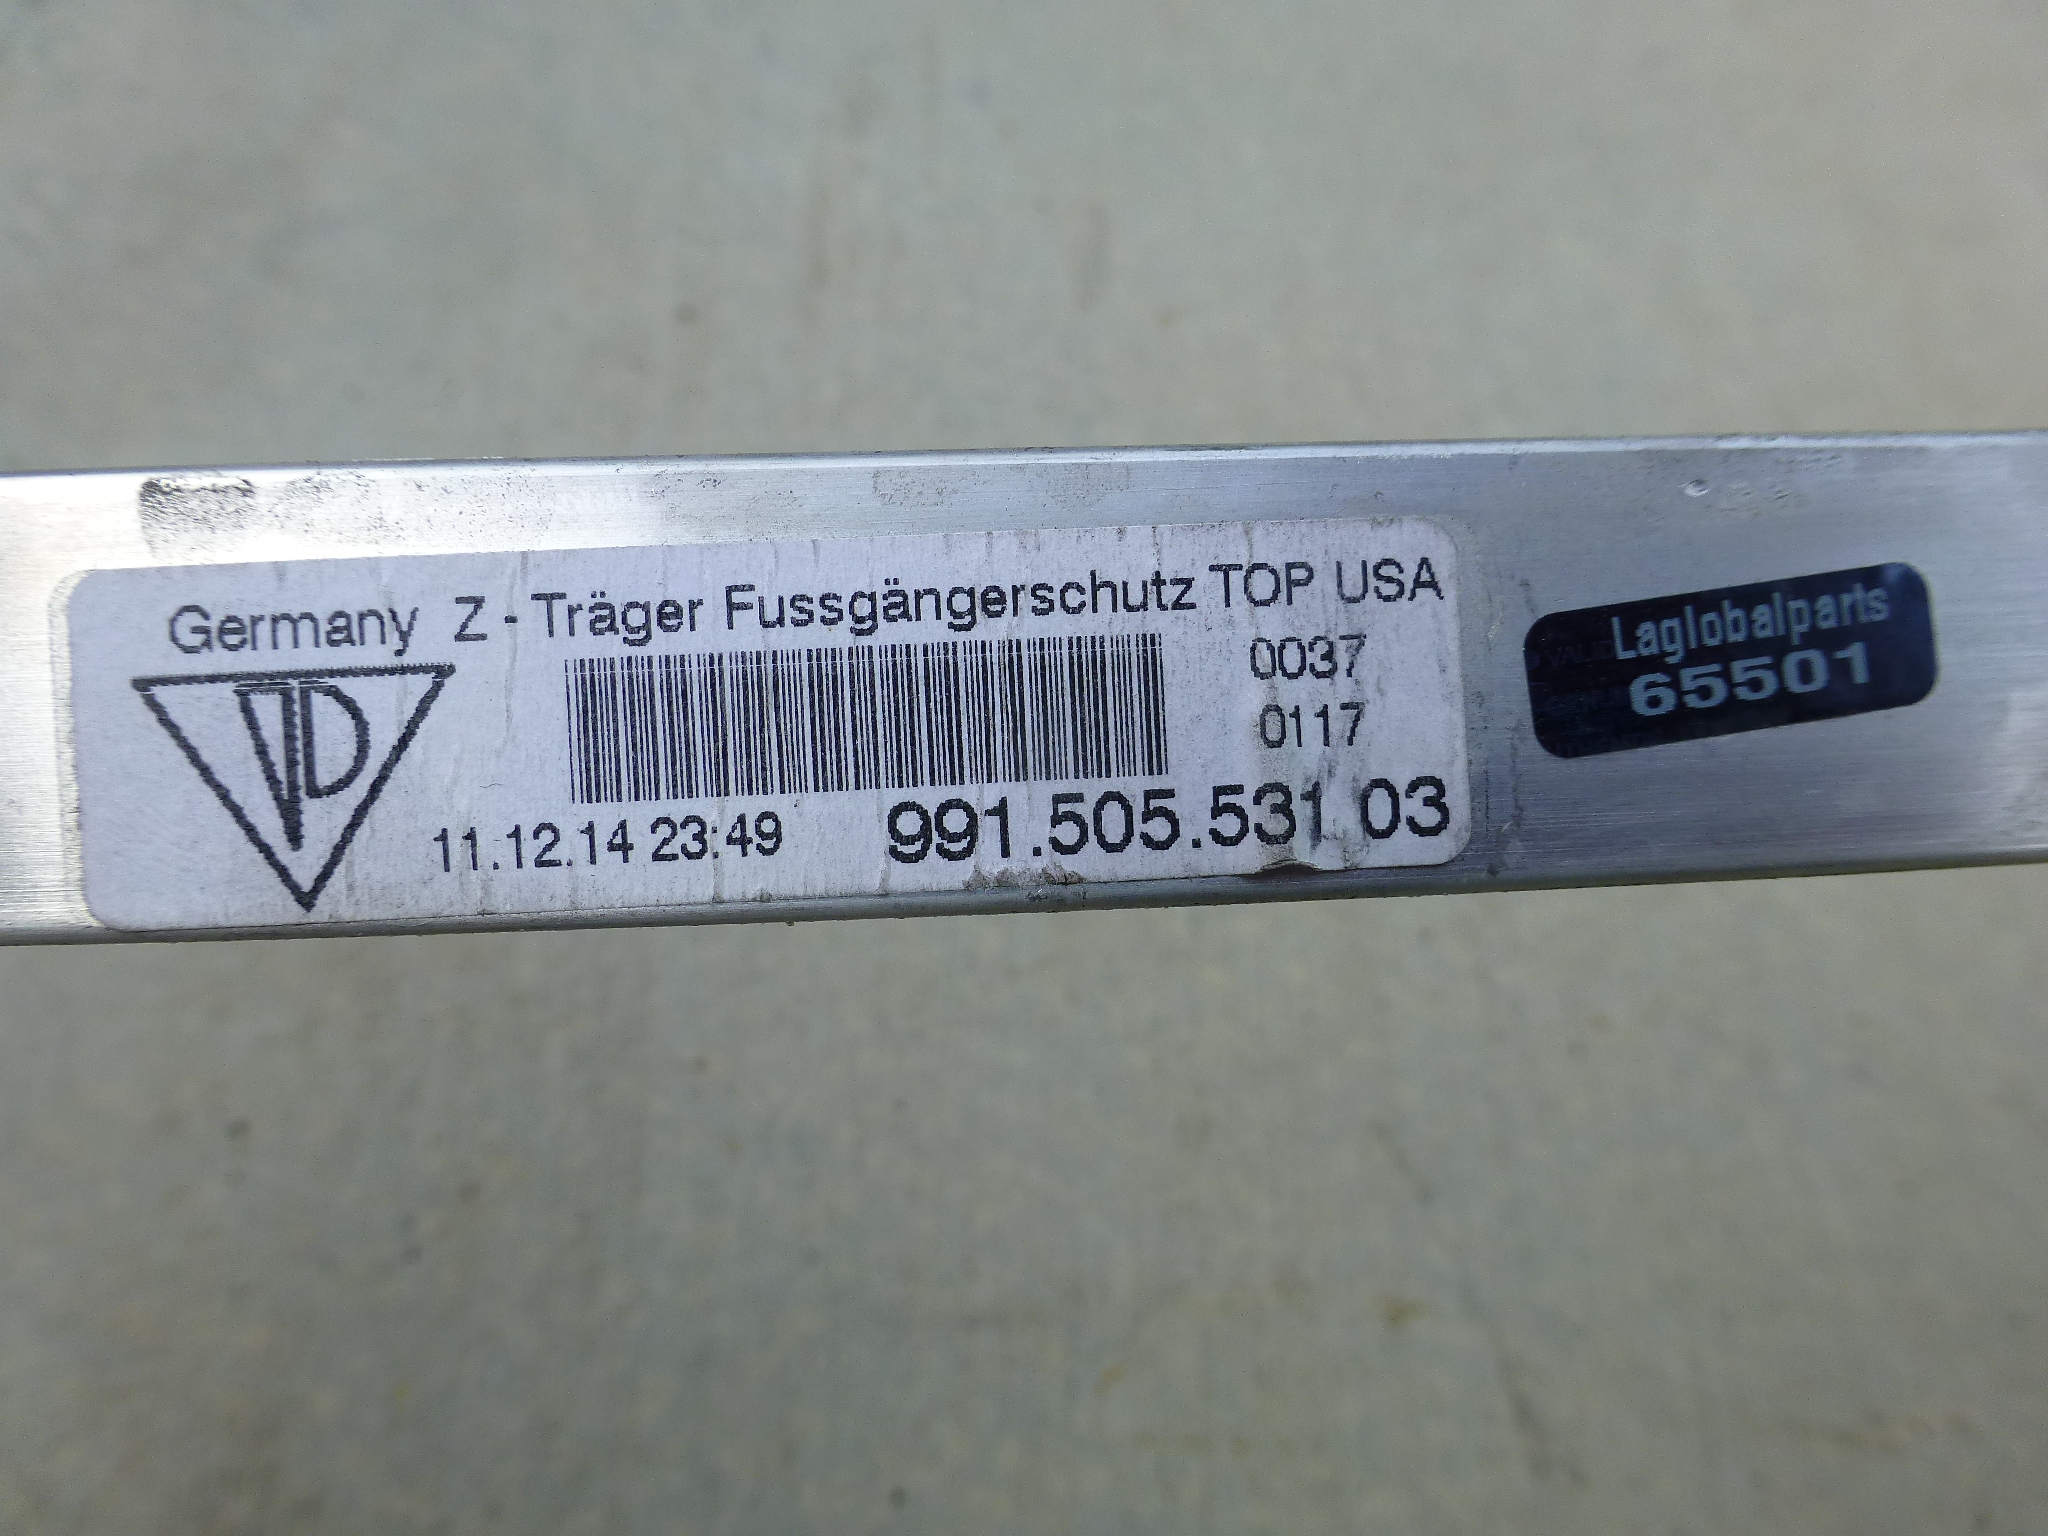 Germany Z - Träger Fussgängerschutz TOP USA
0037
0117
11.12.14 23:49 991.505.531 03
Laglobalparts
65501